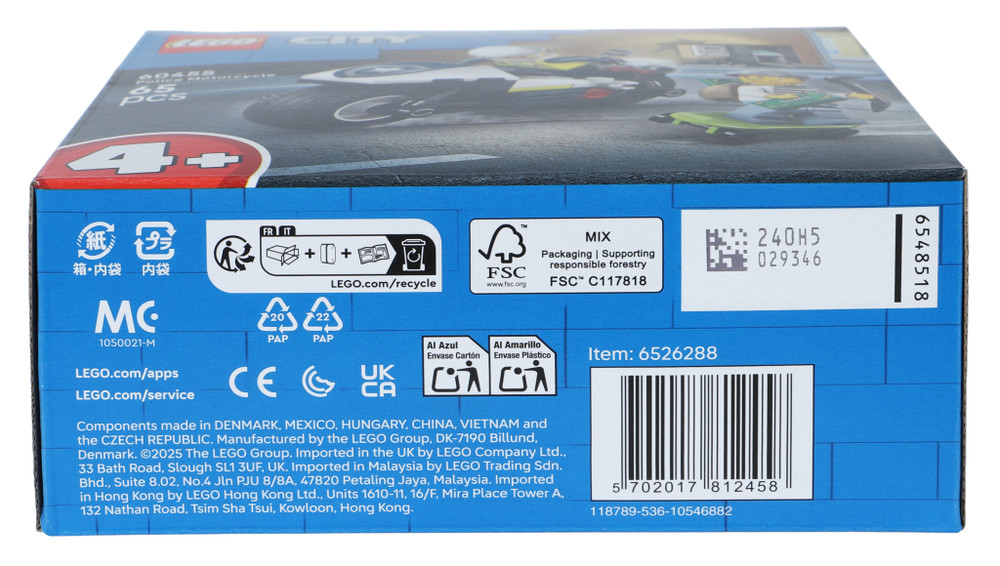 LEGO CITY
60455
Police Motorcycle
65
pcs
4+
紙
箱・内袋
プラ
内袋
FR IT
LEGO.com/recycle
FSC™
www.fsc.org
MIX
Packaging | Supporting
responsible forestry
FSC™ C117818
240H5
029346
6548518
MC
1050021-M
20
PAP
22
PAP
LEGO.com/apps
LEGO.com/service
CE
UK
CA
Al Azul
Envase Cartón
Al Amarillo
Envase Plástico
Item: 6526288
5 702017 812458
118789-536-10546882
Components made in DENMARK, MEXICO, HUNGARY, CHINA, VIETNAM and
the CZECH REPUBLIC. Manufactured by the LEGO Group, DK-7190 Billund,
Denmark. ©2025 The LEGO Group. Imported in the UK by LEGO Company Ltd.,
33 Bath Road, Slough SL1 3UF, UK. Imported in Malaysia by LEGO Trading Sdn.
Bhd., Suite 8.02, No.4 Jln PJU 8/8A, 47820 Petaling Jaya, Malaysia. Imported
in Hong Kong by LEGO Hong Kong Ltd., Units 1610-11, 16/F, Mira Place Tower A,
132 Nathan Road, Tsim Sha Tsui, Kowloon, Hong Kong.